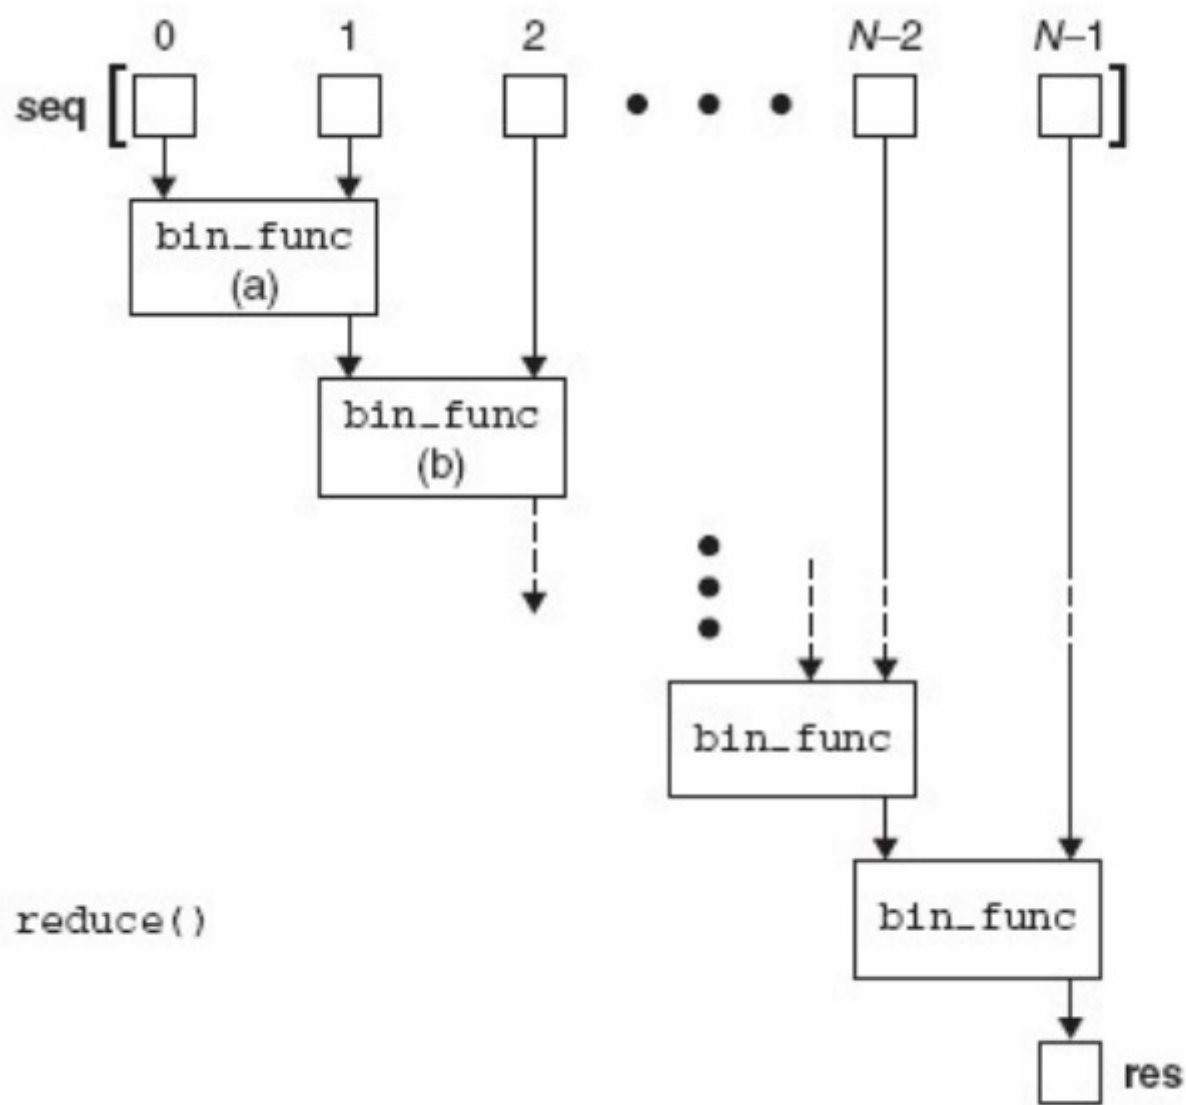 0 1 2 N–2 N–1
seq [ ]
bin_func
(a)
bin_func
(b)
bin_func
reduce() bin_func
res